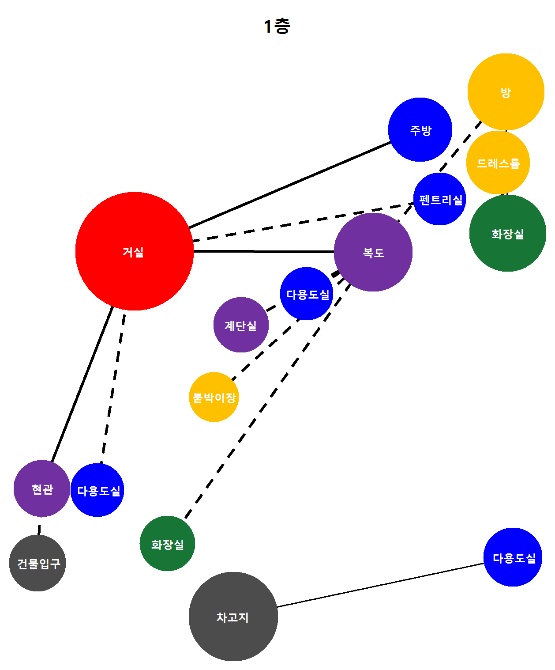 1층
방
주방
드레스룸
펜트리실
화장실
거실
복도
다용도실
계단실
붙박이장
현관
다용도실
화장실
건물입구
다용도실
차고지